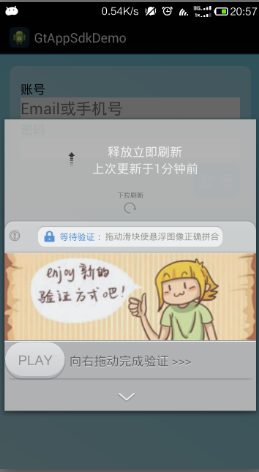 0.54K/s 20:57
GtAppSdkDemo
账号
Email或手机号
释放立即刷新
上次更新于1分钟前
下拉刷新
等待验证：拖动滑块使悬浮图像正确拼合
enjoy 新的
验证方式吧!
PLAY 向右拖动完成验证 >>>